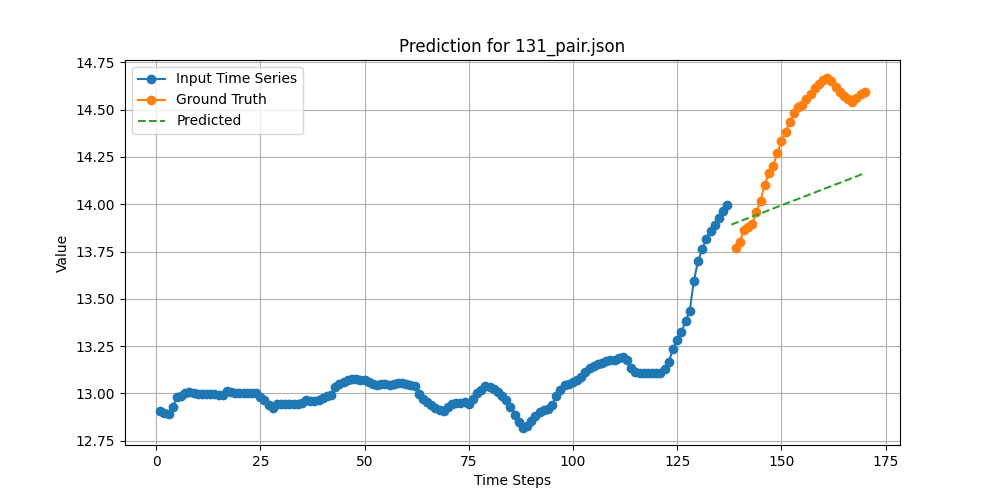 Prediction for 131_pair.json
Input Time Series
Ground Truth
Predicted
14.75
14.50
14.25
14.00
13.75
13.50
13.25
13.00
12.75
Value
0 25 50 75 100 125 150 175
Time Steps